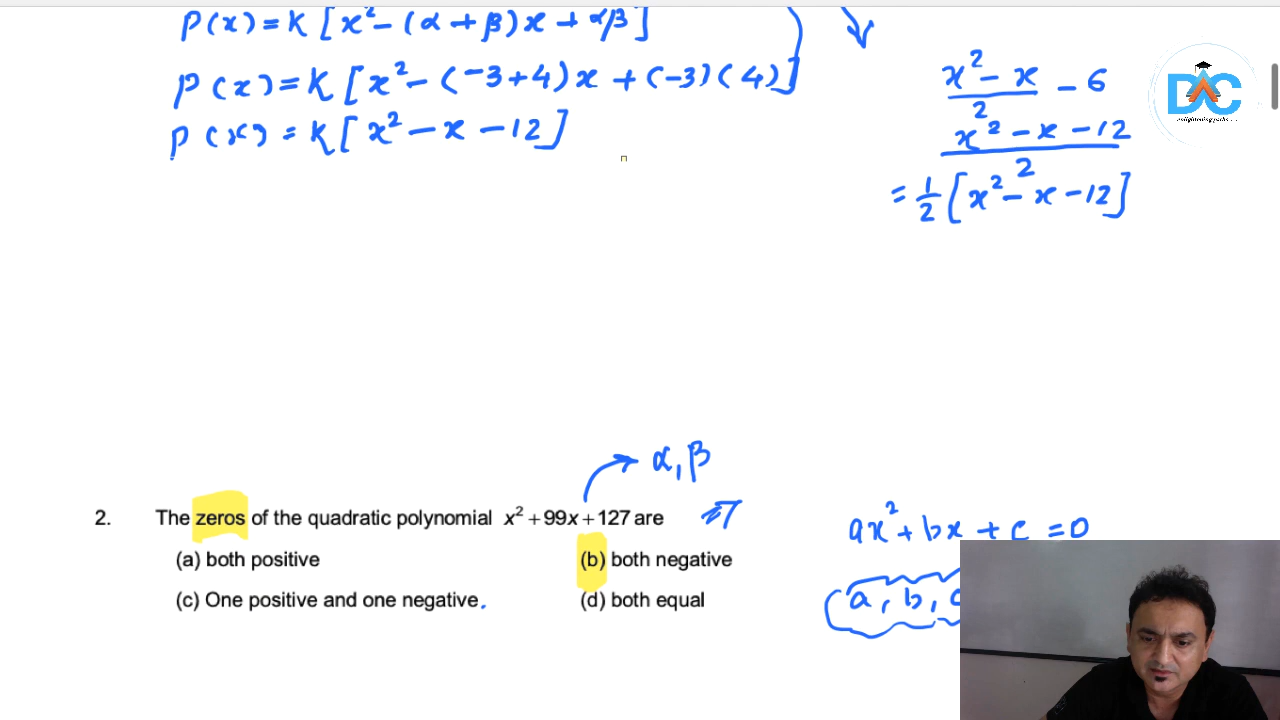 P(x) = K [x² - (α + β)x + αβ]
P(x) = K [x² - (-3+4)x + (-3)(4)]
P(x) = K [x² - x - 12]
x² - x / 2 - 6
x² - x - 12 / 2
= 1/2 [x² - x - 12]
DAC
α, β
2. The zeros of the quadratic polynomial x² + 99x + 127 are
ax² + bx + c = 0
(a) both positive (b) both negative
(c) One positive and one negative. (d) both equal
a, b, c